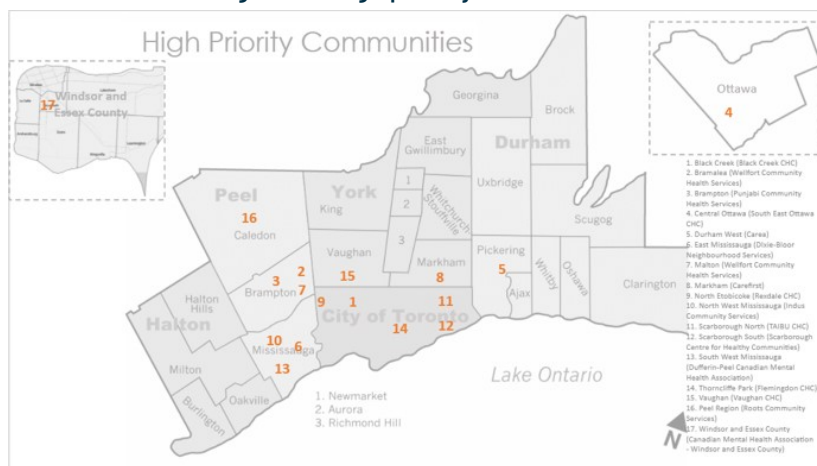 High Priority Communities
17
Windsor and
Essex County
Ottawa
4
Georgina
Brock
East
Gwillimbury
Durham
Uxbridge
Scugog
Peel
16
Caledon
York
King
1
2
3
Whitchurch
Stouffville
Vaughan
15
Markham
8
Pickering
5
Ajax
Whitby
Oshawa
Clarington
2
3
Brampton
7
9
1
11
City of Toronto
14
12
Halton
Halton
Hills
Milton
Burlington
Oakville
10
Mississauga
6
13
1. Newmarket
2. Aurora
3. Richmond Hill
Lake Ontario
N
1. Black Creek (Black Creek CHC)
2. Bramalea (Wellfort Community
Health Services)
3. Brampton (Punjabi Community
Health Services)
4. Central Ottawa (South East Ottawa
CHC)
5. Durham West (Carea)
6. East Mississauga (Dixie-Bloor
Neighbourhood Services)
7. Malton (Wellfort Community
Health Services)
8. Markham (Carefirst)
9. North Etobicoke (Rexdale CHC)
10. North West Mississauga (Indus
Community Services)
11. Scarborough North (TAIBU CHC)
12. Scarborough South (Scarborough
Centre for Healthy Communities)
13. South West Mississauga
(Dufferin-Peel Canadian Mental
Health Association)
14. Thorncliffe Park (Flemingdon CHC)
15. Vaughan (Vaughan CHC)
16. Peel Region (Roots Community
Services)
17. Windsor and Essex County
(Canadian Mental Health Association
- Windsor and Essex County)